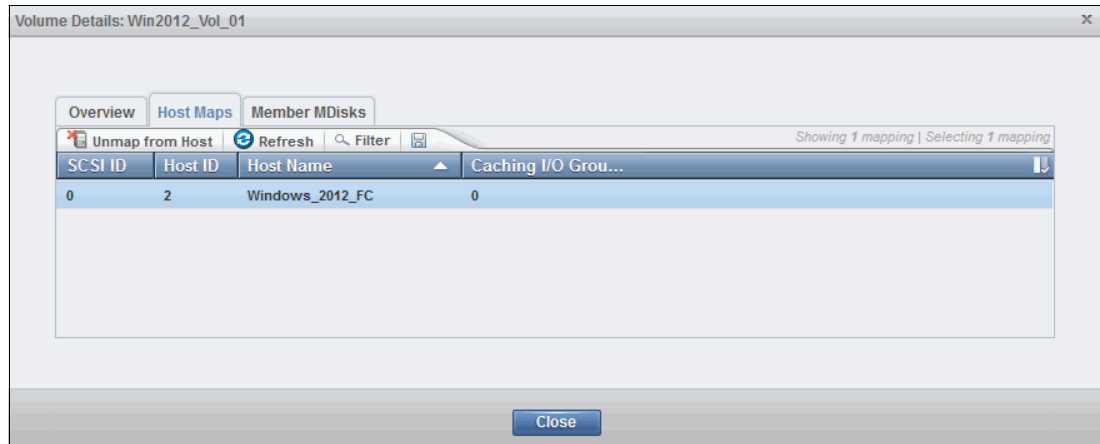 Volume Details: Win2012_Vol_01 x
Overview Host Maps Member MDisks
Unmap from Host Refresh Filter Showing 1 mapping | Selecting 1 mapping
SCSI ID Host ID Host Name Caching I/O Grou...
0 2 Windows_2012_FC 0
Close